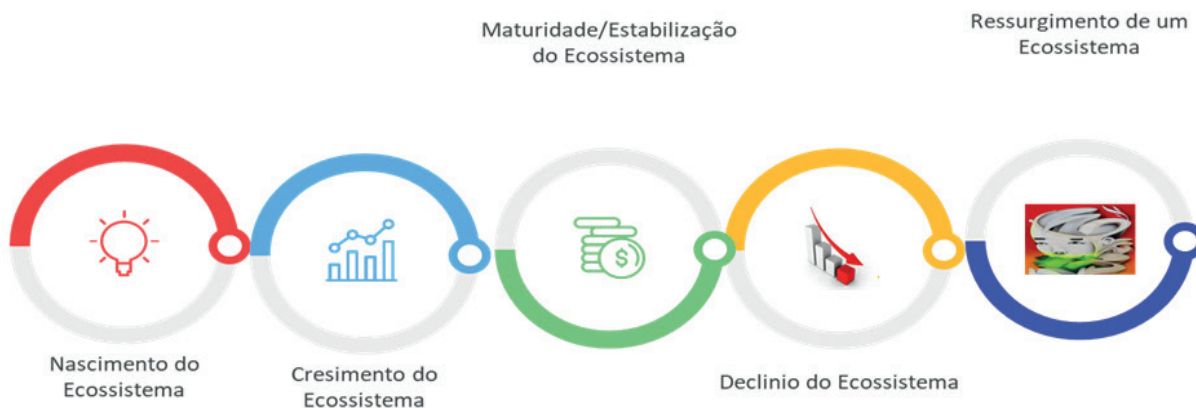 Nascimento do
Ecossistema
Cresimento do
Ecossistema
Maturidade/Estabilização
do Ecossistema
$
Declinio do Ecossistema
Ressurgimento de um
Ecossistema